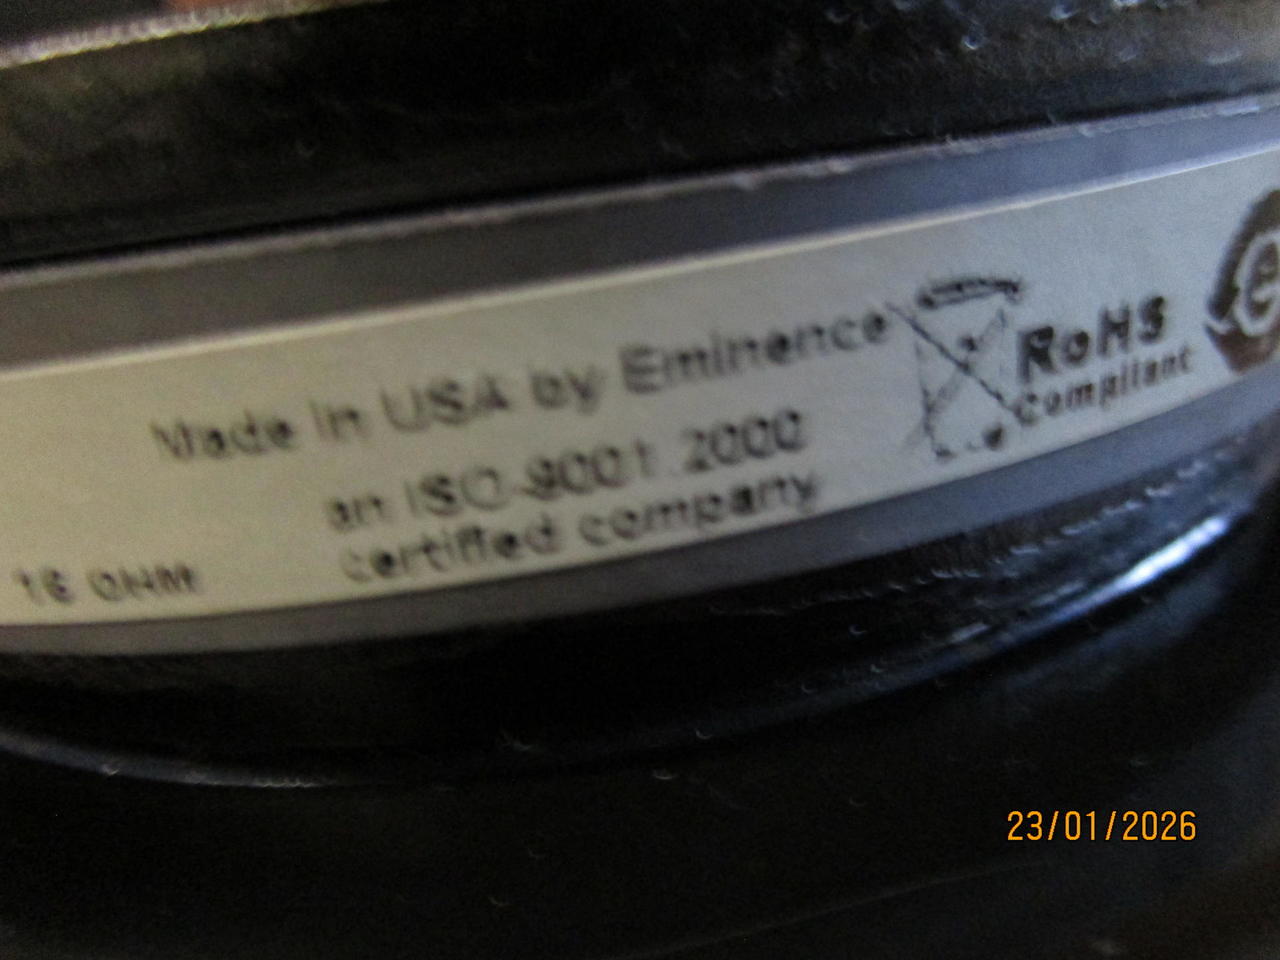 Made in USA by Eminence
an ISO-9001:2000
certified company
16 OHM
RoHS
compliant
e
23/01/2026